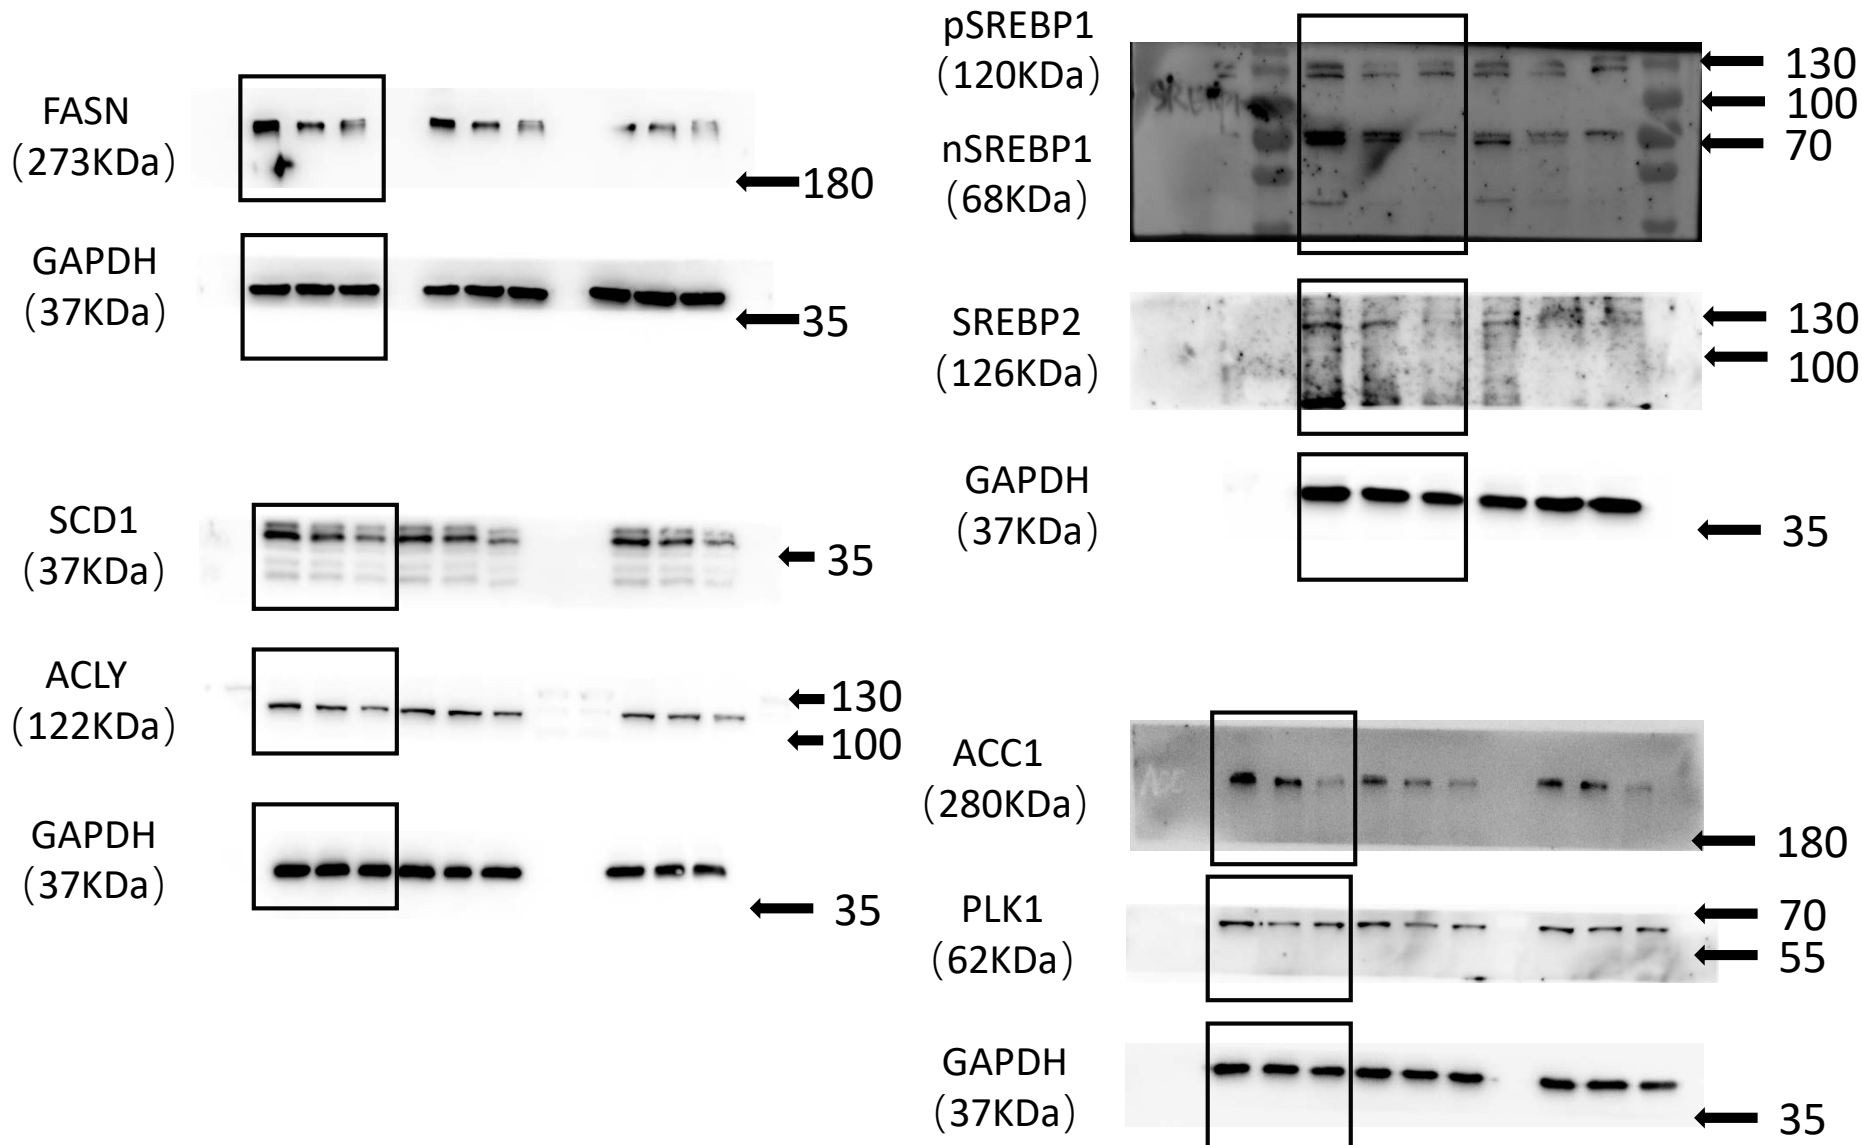 FASN
(273KDa)
180
GAPDH
(37KDa)
35
SCD1
(37KDa)
35
ACLY
(122KDa)
130
100
GAPDH
(37KDa)
35
pSREBP1
(120KDa)
130
100
nSREBP1
70
(68KDa)
SREBP2
(126KDa)
130
100
GAPDH
(37KDa)
35
ACC1
(280KDa)
180
PLK1
(62KDa)
70
55
GAPDH
(37KDa)
35